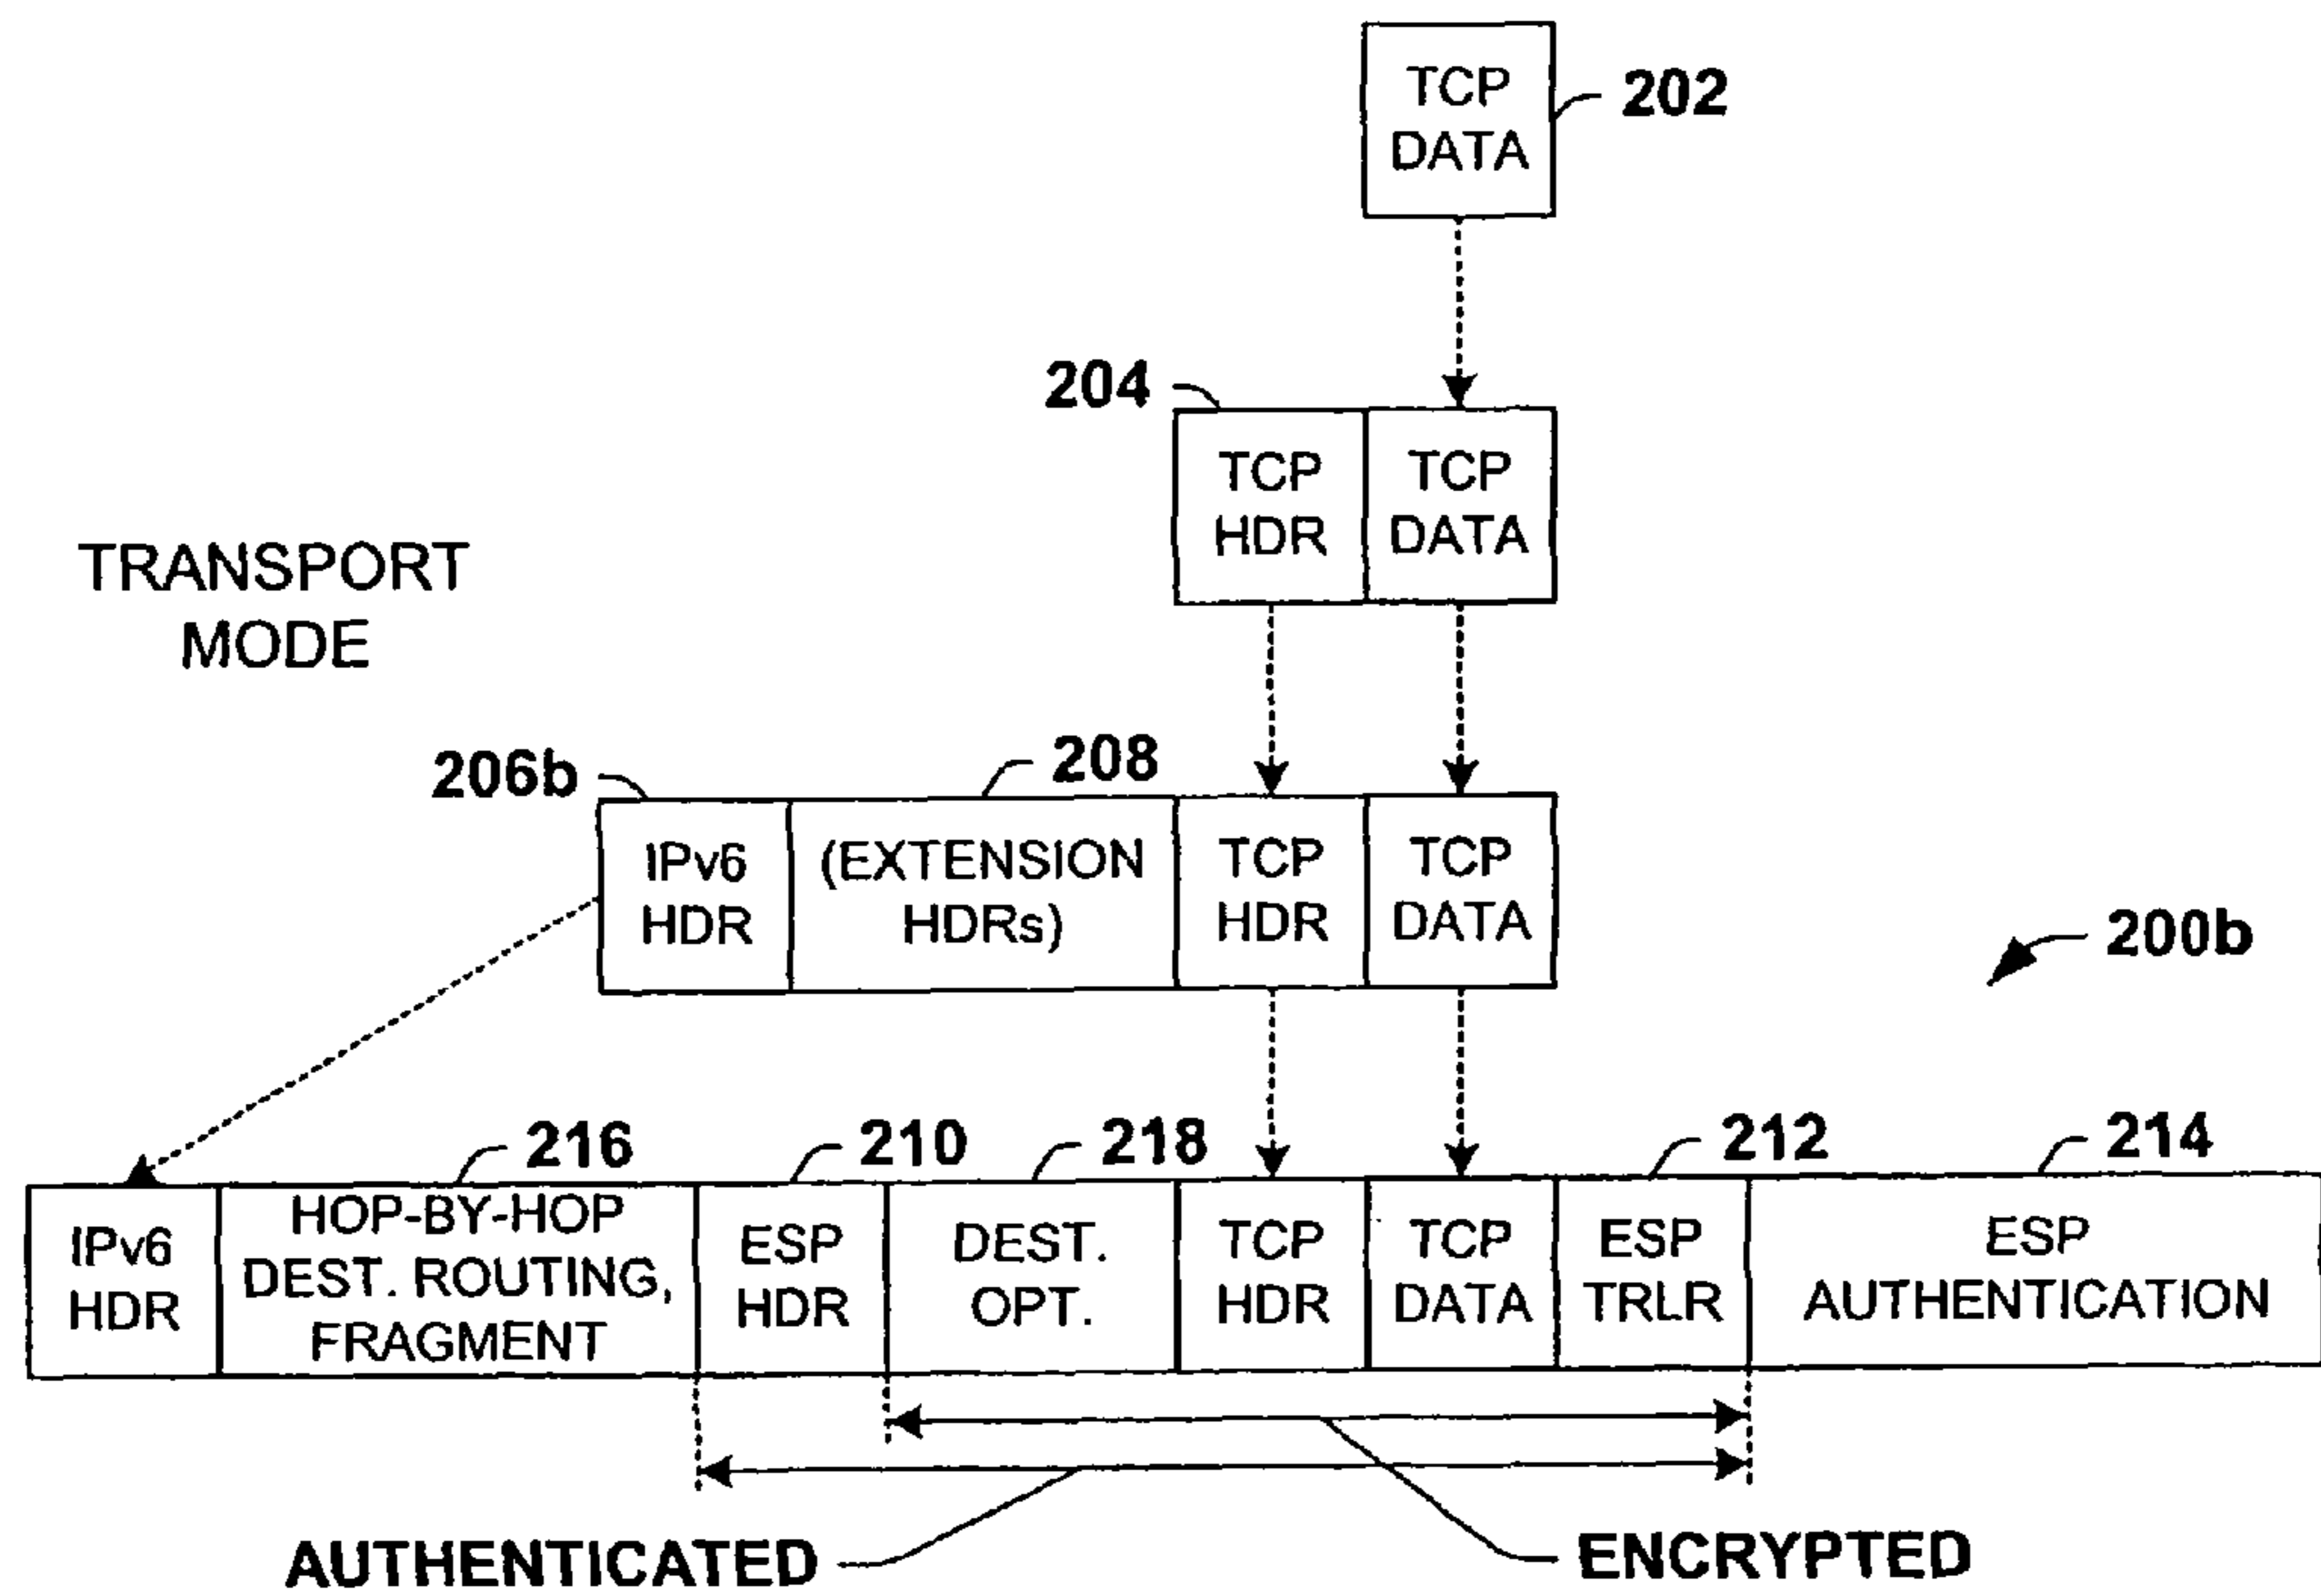 TCP
DATA
202
204
TCP
HDR
TCP
DATA
TRANSPORT
MODE
206b
208
IPv6
HDR
(EXTENSION
HDRs)
TCP
HDR
TCP
DATA
200b
216
210
218
212
214
IPv6
HDR
HOP-BY-HOP
DEST. ROUTING,
FRAGMENT
ESP
HDR
DEST.
OPT.
TCP
HDR
TCP
DATA
ESP
TRLR
ESP
AUTHENTICATION
AUTHENTICATED
ENCRYPTED